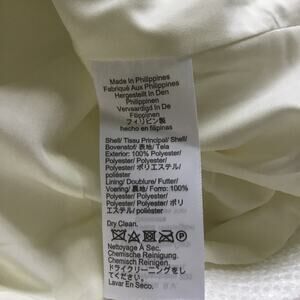 Made In Philippines
Fabriqué Aux Philippines
Hergestellt In Den
Philippinen
Vervaardigd In De
Filippijnen
フィリピン製
hecho en filipinas
Shell/ Tissu Principal/ Shell/
Bovenstof/ 表地/ Tela
Exterior: 100% Polyester/
Polyester/ Polyester/
Polyester/ ポリエステル/
poliéster
Lining/ Doublure/ Futter/
Voering/ 裏地/ Forro: 100%
Polyester/ Polyester/
Polyester/ Polyester/ ポリ
エステル/ poliéster
Dry Clean.
P
Nettoyage À Sec.
Chemische Reinigung.
Chemische Reiniging.
ドライクリーニングをし
てください。
Lavar En Seco.